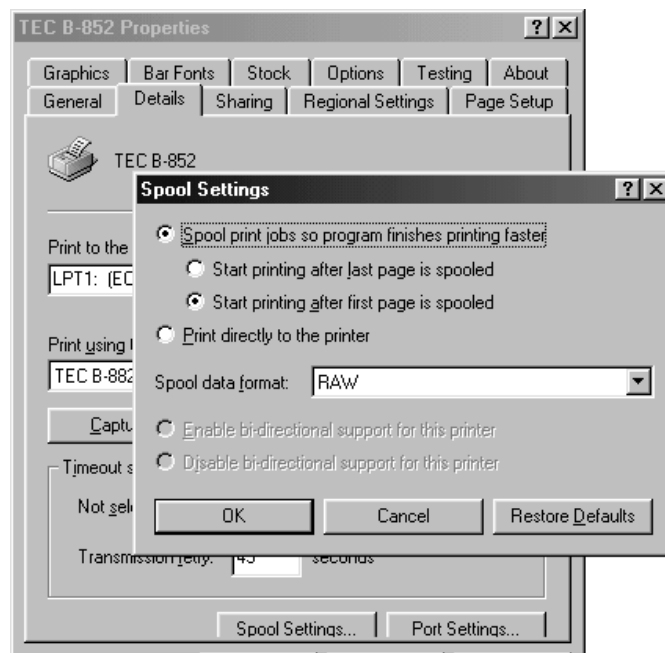 TEC B-852 Properties
Graphics Bar Fonts Stock Options Testing About
General Details Sharing Regional Settings Page Setup
TEC B-852
Spool Settings
Spool print jobs so program finishes printing faster
Start printing after last page is spooled
Start printing after first page is spooled
Print directly to the printer
Spool data format: RAW
Enable bi-directional support for this printer
Disable bi-directional support for this printer
OK Cancel Restore Defaults
Print to the
LPT1: (EC
Print using
TEC B-882
Timeout
Not
Transmission retry: 45 seconds
Spool Settings... Port Settings...